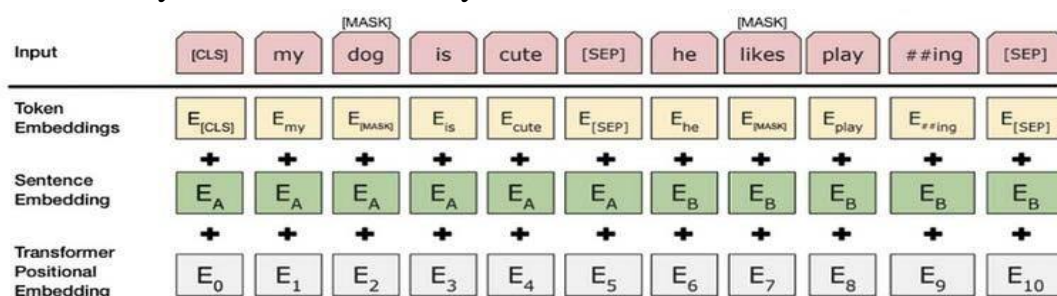 [MASK] [MASK]
Input [CLS] my dog is cute [SEP] he likes play ##ing [SEP]
Token
Embeddings E[CLS] Emy E[MASK] Eis Ecute E[SEP] Ehe E[MASK] Eplay E##ing E[SEP]
+ + + + + + + + + + +
Sentence
Embedding EA EA EA EA EA EA EB EB EB EB EB
+ + + + + + + + + + +
Transformer
Positional
Embedding E0 E1 E2 E3 E4 E5 E6 E7 E8 E9 E10